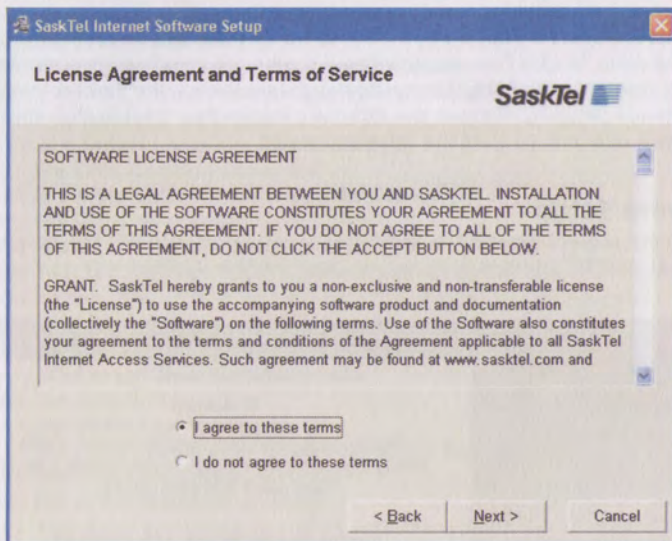 SaskTel Internet Software Setup
License Agreement and Terms of Service
SaskTel
SOFTWARE LICENSE AGREEMENT
THIS IS A LEGAL AGREEMENT BETWEEN YOU AND SASKTEL. INSTALLATION
AND USE OF THE SOFTWARE CONSTITUTES YOUR AGREEMENT TO ALL THE
TERMS OF THIS AGREEMENT. IF YOU DO NOT AGREE TO ALL OF THE TERMS
OF THIS AGREEMENT, DO NOT CLICK THE ACCEPT BUTTON BELOW.
GRANT. SaskTel hereby grants to you a non-exclusive and non-transferable license
(the "License") to use the accompanying software product and documentation
(collectively the "Software") on the following terms. Use of the Software also constitutes
your agreement to the terms and conditions of the Agreement applicable to all SaskTel
Internet Access Services. Such agreement may be found at www.sasktel.com and
I agree to these terms
I do not agree to these terms
< Back
Next >
Cancel